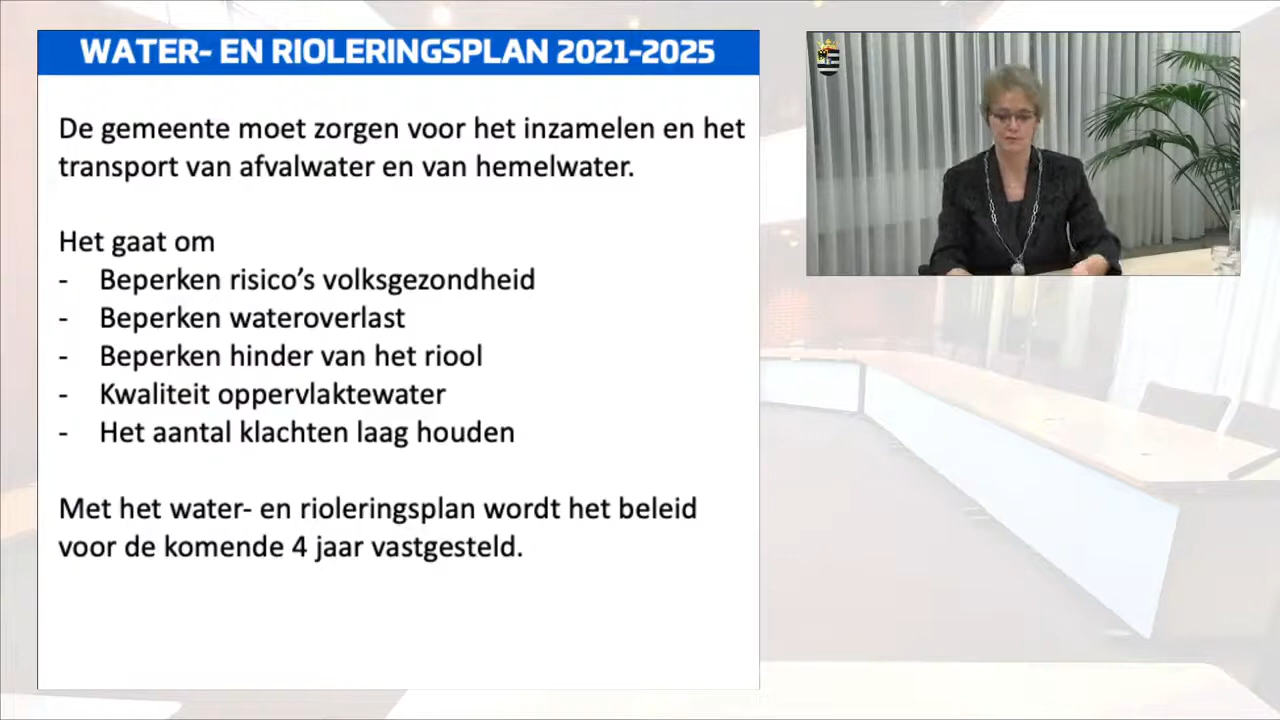 WATER- EN RIOLERINGSPLAN 2021-2025
De gemeente moet zorgen voor het inzamelen en het
transport van afvalwater en van hemelwater.
Het gaat om
- Beperken risico's volksgezondheid
- Beperken wateroverlast
- Beperken hinder van het riool
- Kwaliteit oppervlaktewater
- Het aantal klachten laag houden
Met het water- en rioleringsplan wordt het beleid
voor de komende 4 jaar vastgesteld.